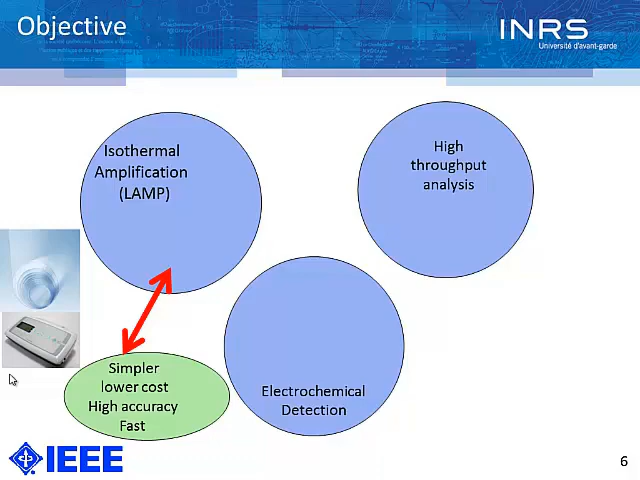 Objective
INRS
Université d'avant-garde
Isothermal
Amplification
(LAMP)
High
throughput
analysis
Simpler
lower cost
High accuracy
Fast
Electrochemical
Detection
IEEE
6